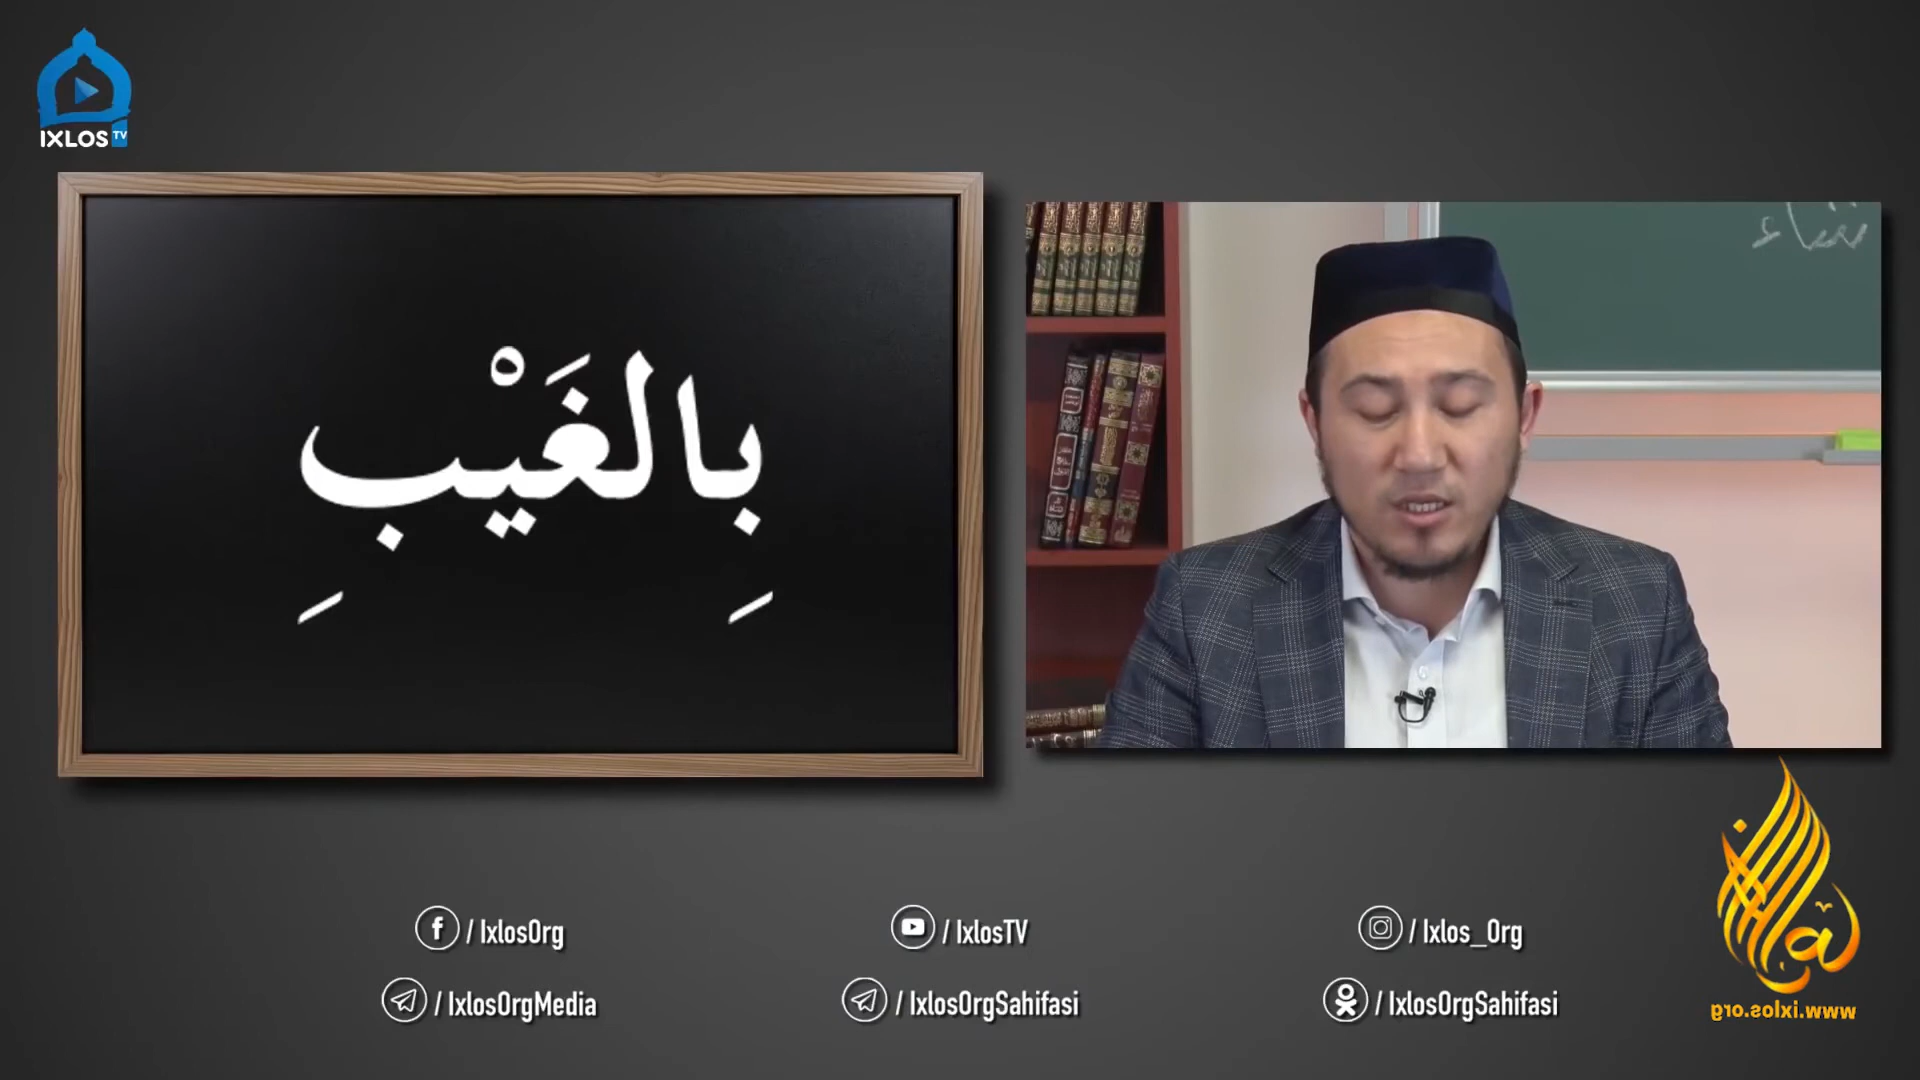 IXLOS TV
بِالغَيْبِ
/ IxlosOrg
/ IxlosTV
/ Ixlos_Org
/ IxlosOrgMedia
/ IxlosOrgSahifasi
/ IxlosOrgSahifasi
www.ixlos.org